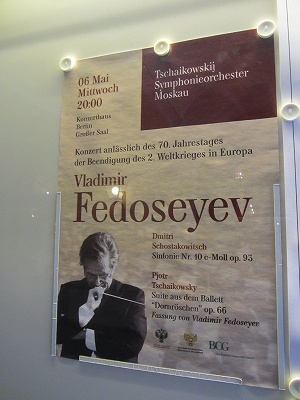 06 Mai
Mittwoch
20:00
Konzerthaus
Berlin
Großer Saal
Tschaikowskij
Symphonieorchester
Moskau
Konzert anlässlich des 70. Jahrestages
der Beendigung des 2. Weltkrieges in Europa
Vladimir
Fedoseyev
Dmitri
Schostakowitsch
Sinfonie Nr. 10 e-Moll op. 93
Pjotr
Tschaikowsky
Suite aus dem Ballett
"Dornröschen" op. 66
Fassung von Vladimir Fedoseyev
BCG